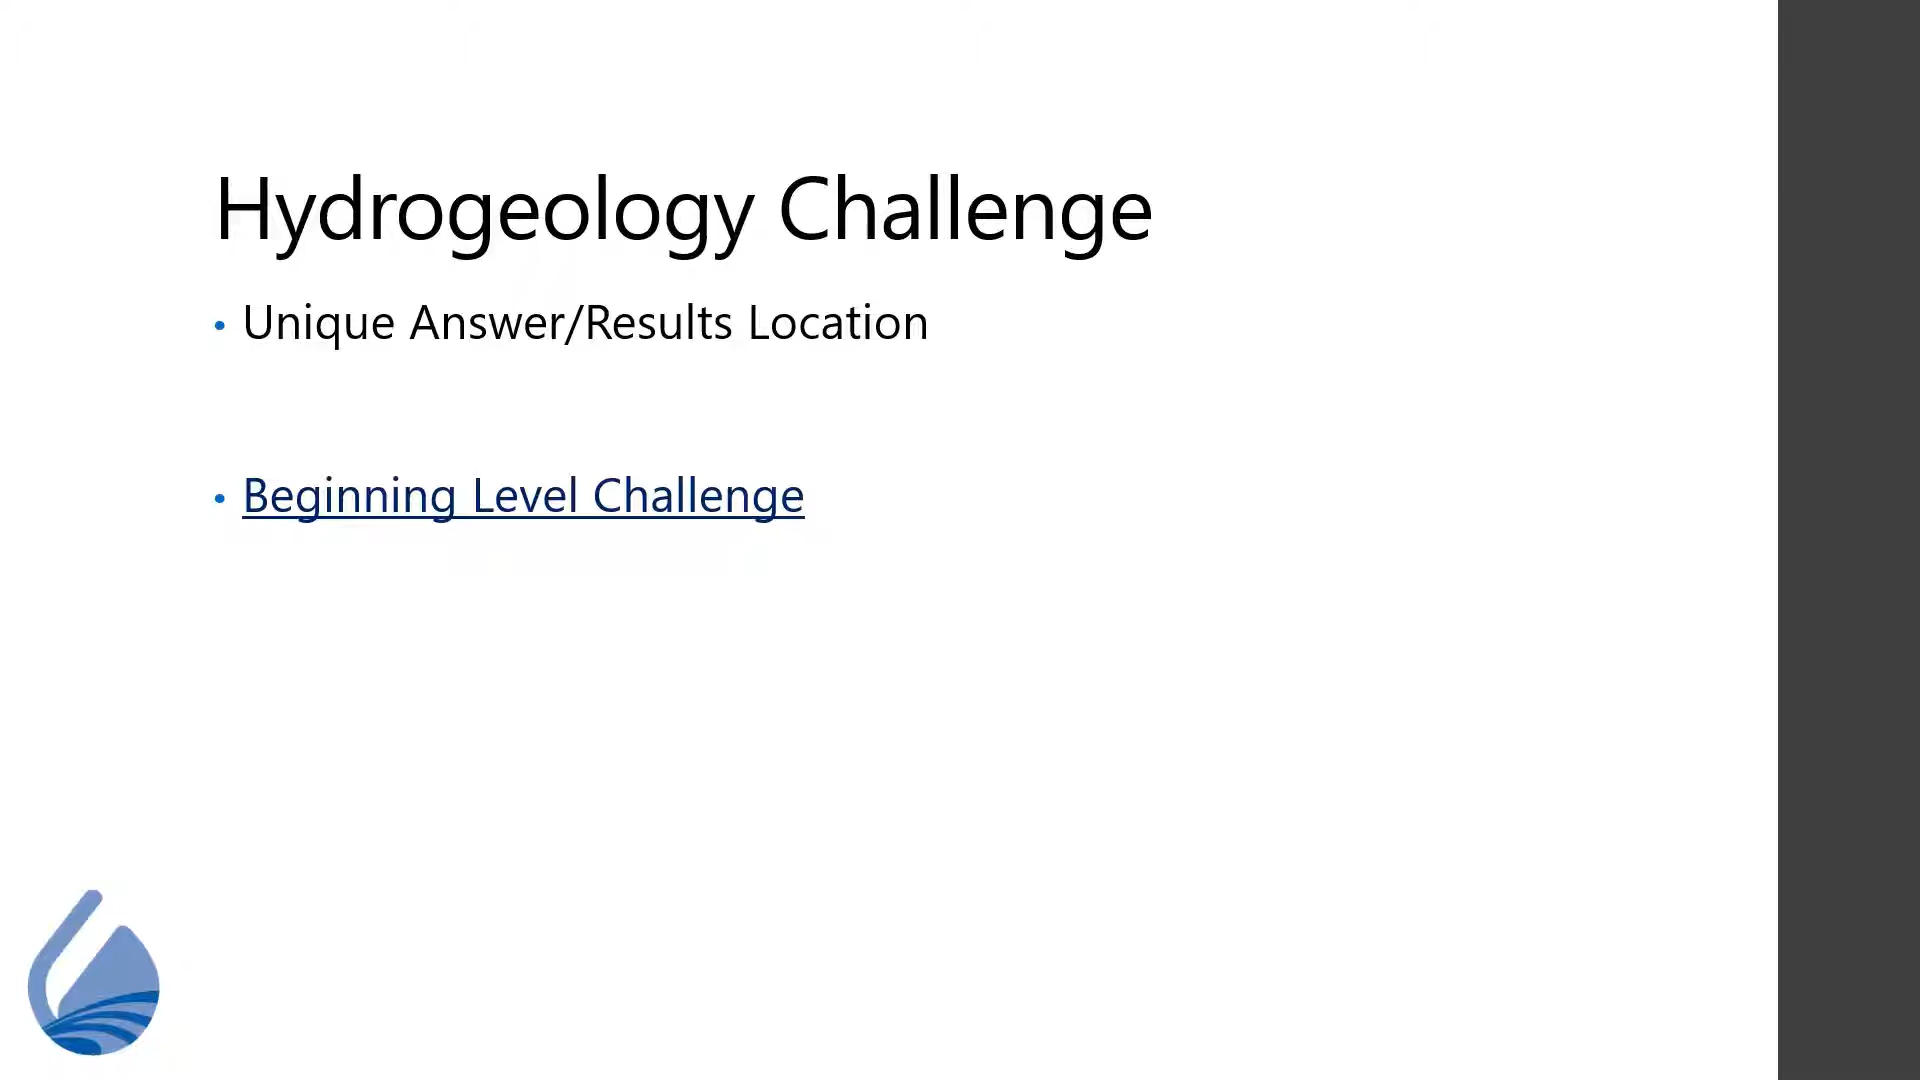 Hydrogeology Challenge
• Unique Answer/Results Location
• Beginning Level Challenge